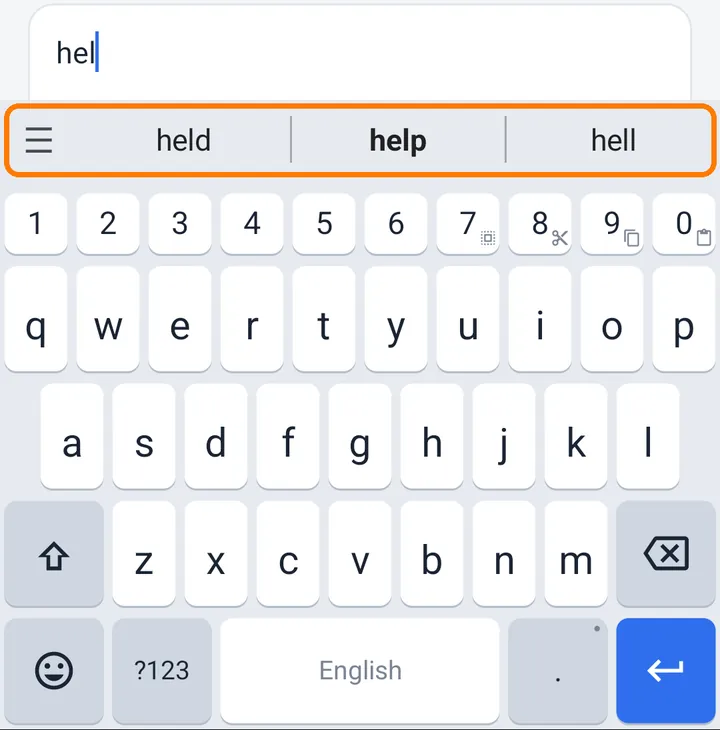 hel
held help hell
1 2 3 4 5 6 7 8 9 0
q w e r t y u i o p
a s d f g h j k l
z x c v b n m
?123 English .